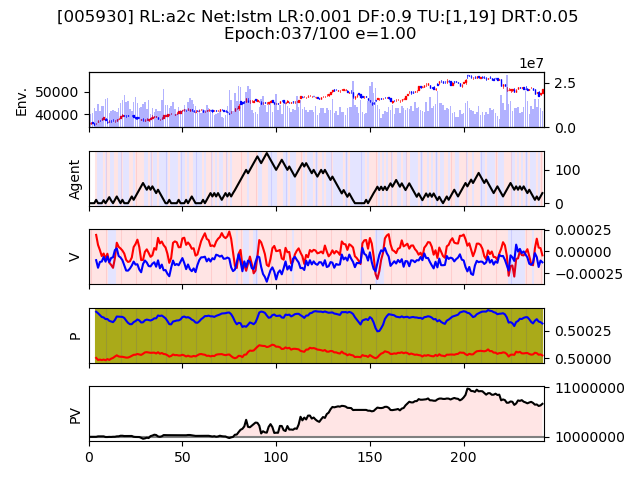 [005930] RL:a2c Net:lstm LR:0.001 DF:0.9 TU:[1,19] DRT:0.05
Epoch:037/100 e=1.00
1e7
Env.
50000
40000
2.5
0.0
Agent
100
0
V
0.00025
0.00000
−0.00025
P
0.50025
0.50000
PV
11000000
10000000
0
50
100
150
200